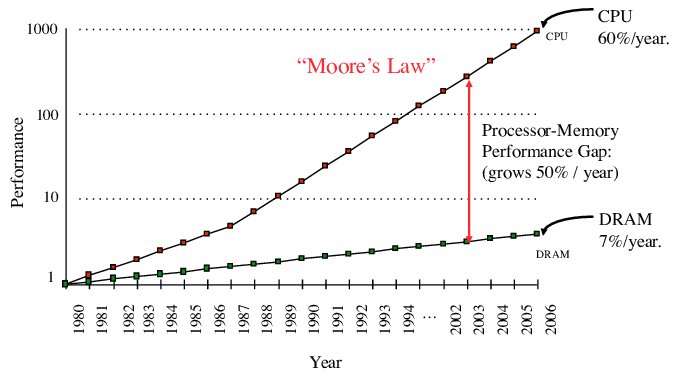 CPU
60%/year.
1000
CPU
“Moore’s Law”
100
Processor-Memory
Performance Gap:
(grows 50% / year)
Performance
10
DRAM
7%/year.
DRAM
1
1980 1981 1982 1983 1984 1985 1986 1987 1988 1989 1990 1991 1992 1993 1994 ... 2002 2003 2004 2005 2006
Year